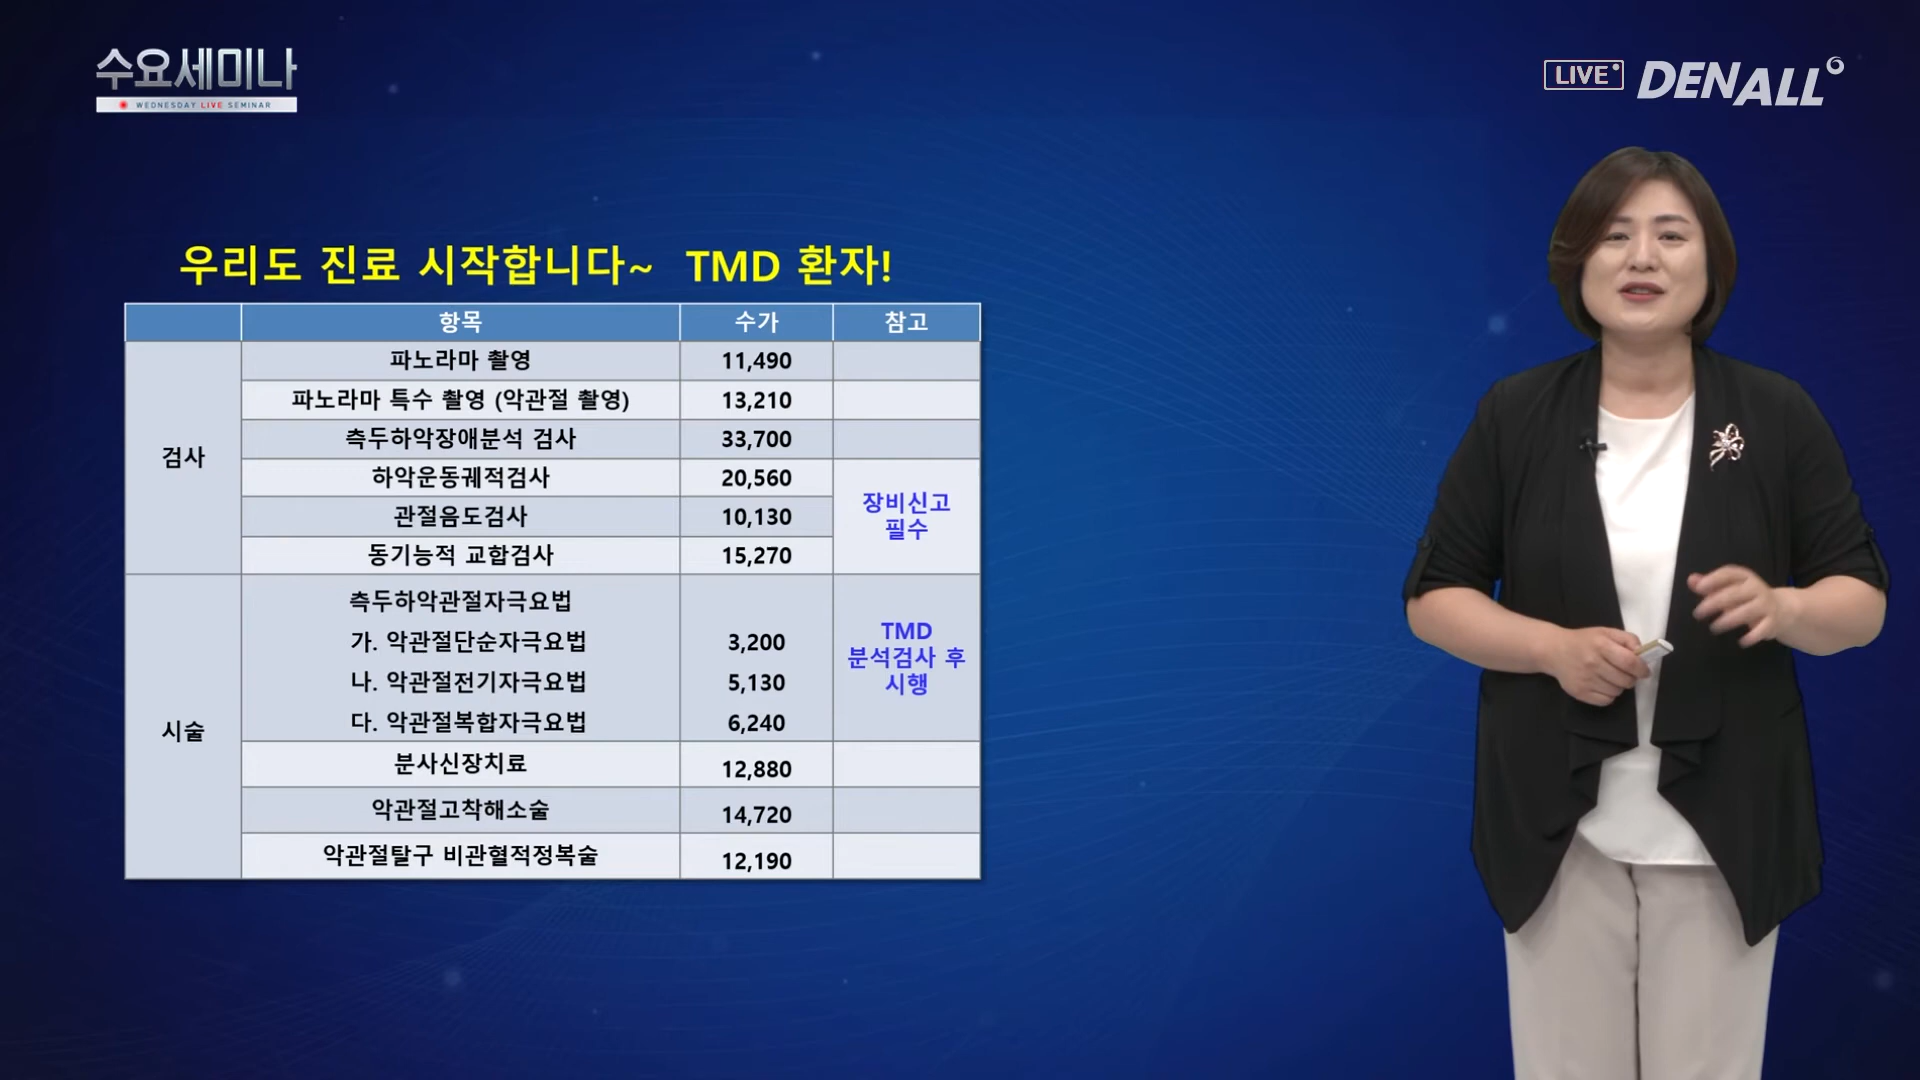 수요세미나
WEDNESDAY LIVE SEMINAR
LIVE DENALL
우리도 진료 시작합니다~ TMD 환자!
항목 수가 참고
검사
파노라마 촬영 11,490
파노라마 특수 촬영 (악관절 촬영) 13,210
측두하악장애분석 검사 33,700
하악운동궤적검사 20,560
관절음도검사 10,130
동기능적 교합검사 15,270
장비신고
필수
시술
측두하악관절자극요법
가. 악관절단순자극요법 3,200
나. 악관절전기자극요법 5,130
다. 악관절복합자극요법 6,240
TMD
분석검사 후
시행
분사신장치료 12,880
악관절고착해소술 14,720
악관절탈구 비관혈적정복술 12,190